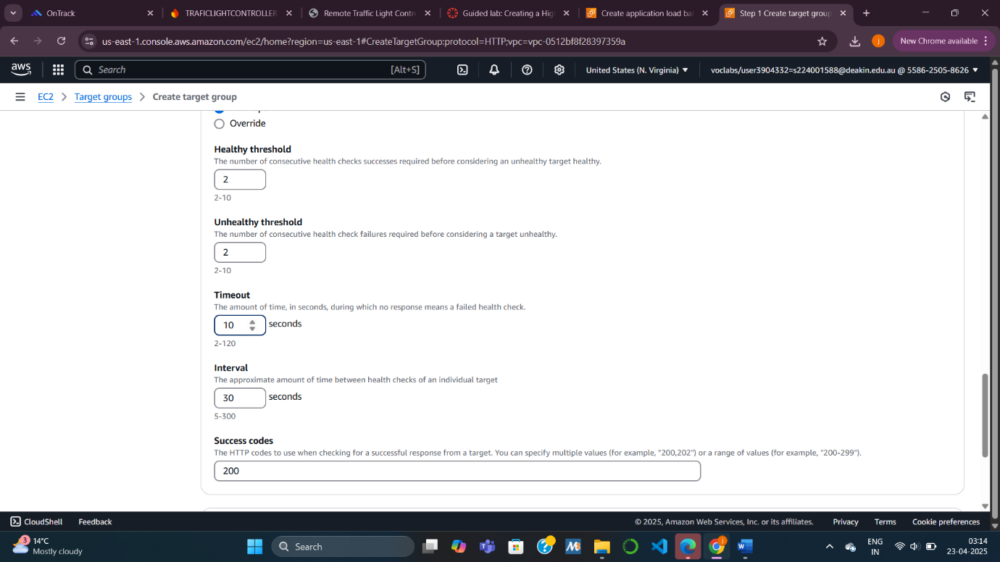 OnTrack
TRAFICLIGHTCONTROLLER
Remote Traffic Light Contr
Guided lab: Creating a Hig
Create application load bal
Step 1 Create target group
us-east-1.console.aws.amazon.com/ec2/home?region=us-east-1#CreateTargetGroup:protocol=HTTP;vpc=vpc-0512bf8f28397359a
j
New Chrome available
aws
Search
[Alt+S]
United States (N. Virginia)
voclabs/user3904332=s224001588@deakin.edu.au @ 5586-2505-8626
EC2
Target groups
Create target group
Override
Healthy threshold
The number of consecutive health checks successes required before considering an unhealthy target healthy.
2
2-10
Unhealthy threshold
The number of consecutive health check failures required before considering a target unhealthy.
2
2-10
Timeout
The amount of time, in seconds, during which no response means a failed health check.
10 seconds
2-120
Interval
The approximate amount of time between health checks of an individual target
30 seconds
5-300
Success codes
The HTTP codes to use when checking for a successful response from a target. You can specify multiple values (for example, "200,202") or a range of values (for example, "200-299").
200
CloudShell
Feedback
© 2025, Amazon Web Services, Inc. or its affiliates.
Privacy
Terms
Cookie preferences
3
14°C
Mostly cloudy
Search
ENG
IN
03:14
23-04-2025